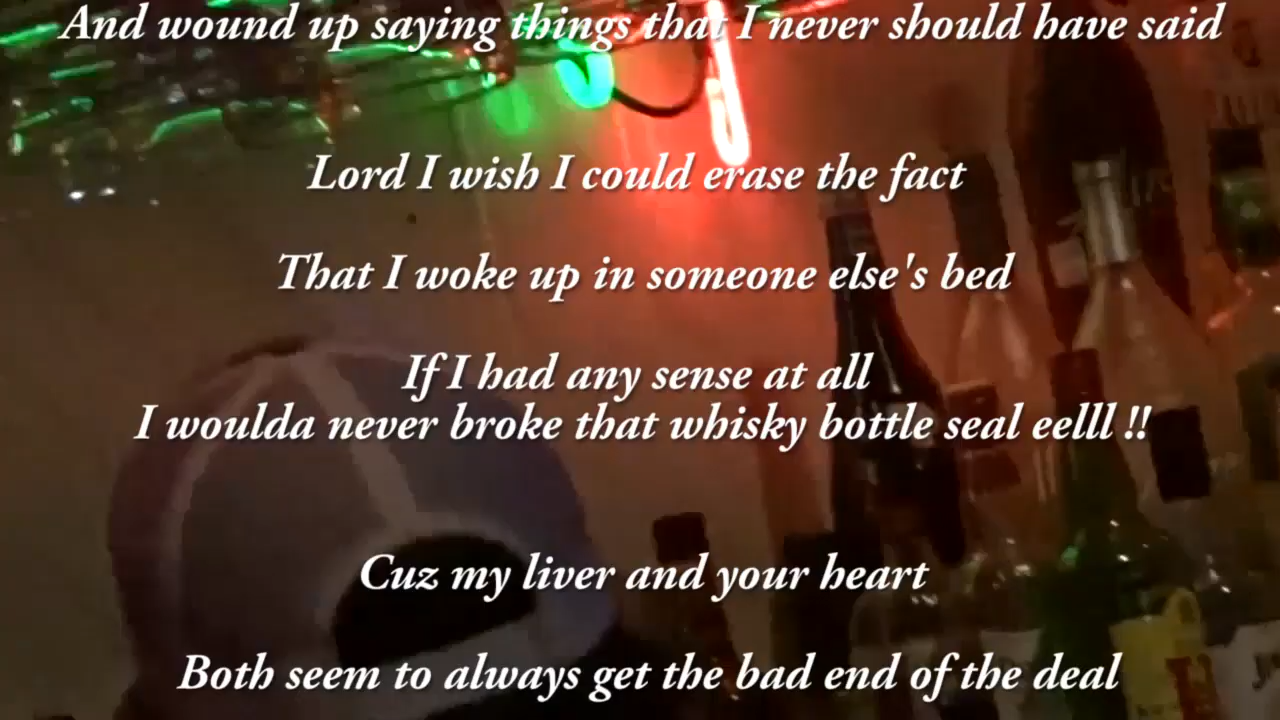 And wound up saying things that I never should have said
Lord I wish I could erase the fact
That I woke up in someone else's bed
If I had any sense at all
I woulda never broke that whisky bottle seal eelll !!
Cuz my liver and your heart
Both seem to always get the bad end of the deal